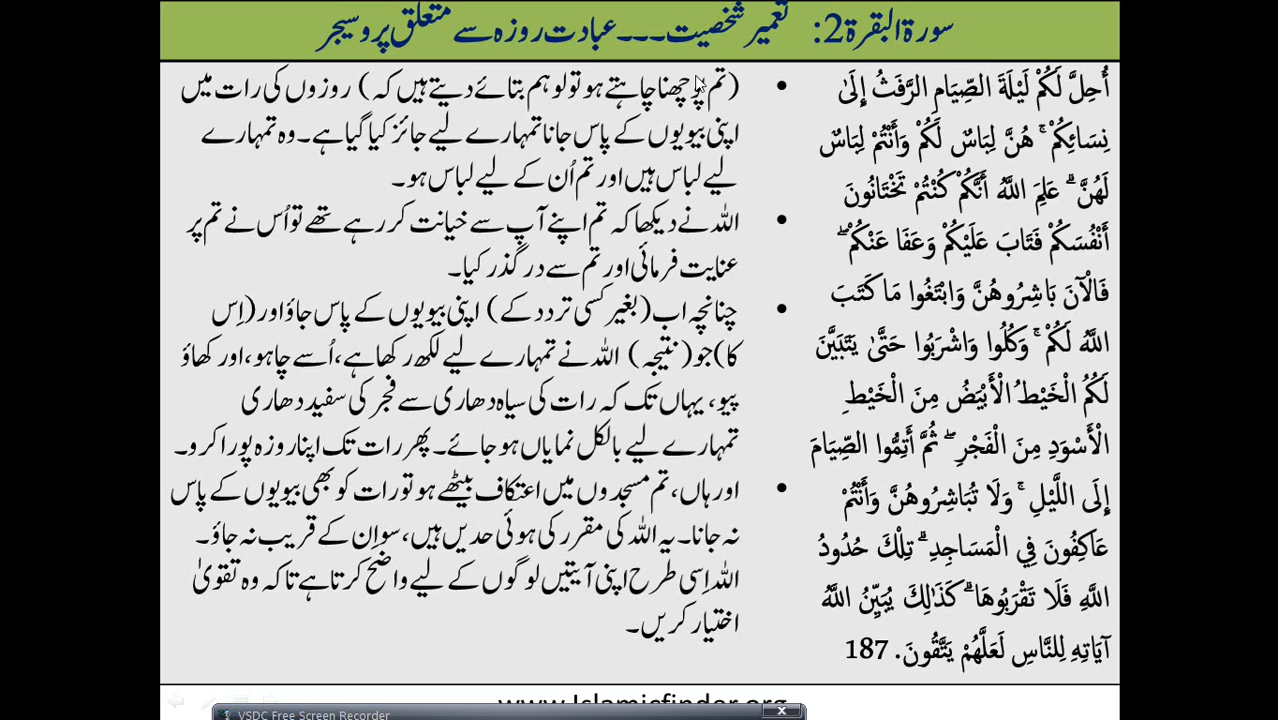 سورۃ البقرۃ 2: تعمیر شخصیت۔۔۔عبادت روزہ سے متعلق پروسیجر
أُحِلَّ لَكُمْ لَيْلَةَ الصِّيَامِ الرَّفَثُ إِلَىٰ
نِسَائِكُمْ ۚ هُنَّ لِبَاسٌ لَكُمْ وَأَنْتُمْ لِبَاسٌ
لَهُنَّ ۗ عَلِمَ اللَّهُ أَنَّكُمْ كُنْتُمْ تَخْتَانُونَ
أَنْفُسَكُمْ فَتَابَ عَلَيْكُمْ وَعَفَا عَنْكُمْ ۖ
فَالْآنَ بَاشِرُوهُنَّ وَابْتَغُوا مَا كَتَبَ
اللَّهُ لَكُمْ ۚ وَكُلُوا وَاشْرَبُوا حَتَّىٰ يَتَبَيَّنَ
لَكُمُ الْخَيْطُ الْأَبْيَضُ مِنَ الْخَيْطِ
الْأَسْوَدِ مِنَ الْفَجْرِ ۖ ثُمَّ أَتِمُّوا الصِّيَامَ
إِلَى اللَّيْلِ ۚ وَلَا تُبَاشِرُوهُنَّ وَأَنْتُمْ
عَاكِفُونَ فِي الْمَسَاجِدِ ۗ تِلْكَ حُدُودُ
اللَّهِ فَلَا تَقْرَبُوهَا ۗ كَذَٰلِكَ يُبَيِّنُ اللَّهُ
آيَاتِهِ لِلنَّاسِ لَعَلَّهُمْ يَتَّقُونَ. 187
• (تم پوچھنا چاہتے ہو تو لو ہم بتائے دیتے ہیں کہ) روزوں کی رات میں
اپنی بیویوں کے پاس جانا تمہارے لیے جائز کیا گیا ہے۔ وہ تمہارے
لیے لباس ہیں اور تم اُن کے لیے لباس ہو۔
• اللہ نے دیکھا کہ تم اپنے آپ سے خیانت کر رہے تھے تو اُس نے تم پر
عنایت فرمائی اور تم سے درگذر کیا۔
• چنانچہ اب (بغیر کسی تردد کے) اپنی بیویوں کے پاس جاؤ اور (اِس
کا) جو (نتیجہ) اللہ نے تمہارے لیے لکھ رکھا ہے، اُسے چاہو، اور کھاؤ
پیو، یہاں تک کہ رات کی سیاہ دھاری سے فجر کی سفید دھاری
تمہارے لیے بالکل نمایاں ہو جائے۔ پھر رات تک اپنا روزہ پورا کرو۔
• اور ہاں، تم مسجدوں میں اعتکاف بیٹھے ہو تو رات کو بھی بیویوں کے پاس
نہ جانا۔ یہ اللہ کی مقرر کی ہوئی حدیں ہیں، سو اِن کے قریب نہ جاؤ۔
اللہ اِسی طرح اپنی آیتیں لوگوں کے لیے واضح کرتا ہے تاکہ وہ تقویٰ
اختیار کریں۔
www.Islamicfinder.org
VSDC Free Screen Recorder